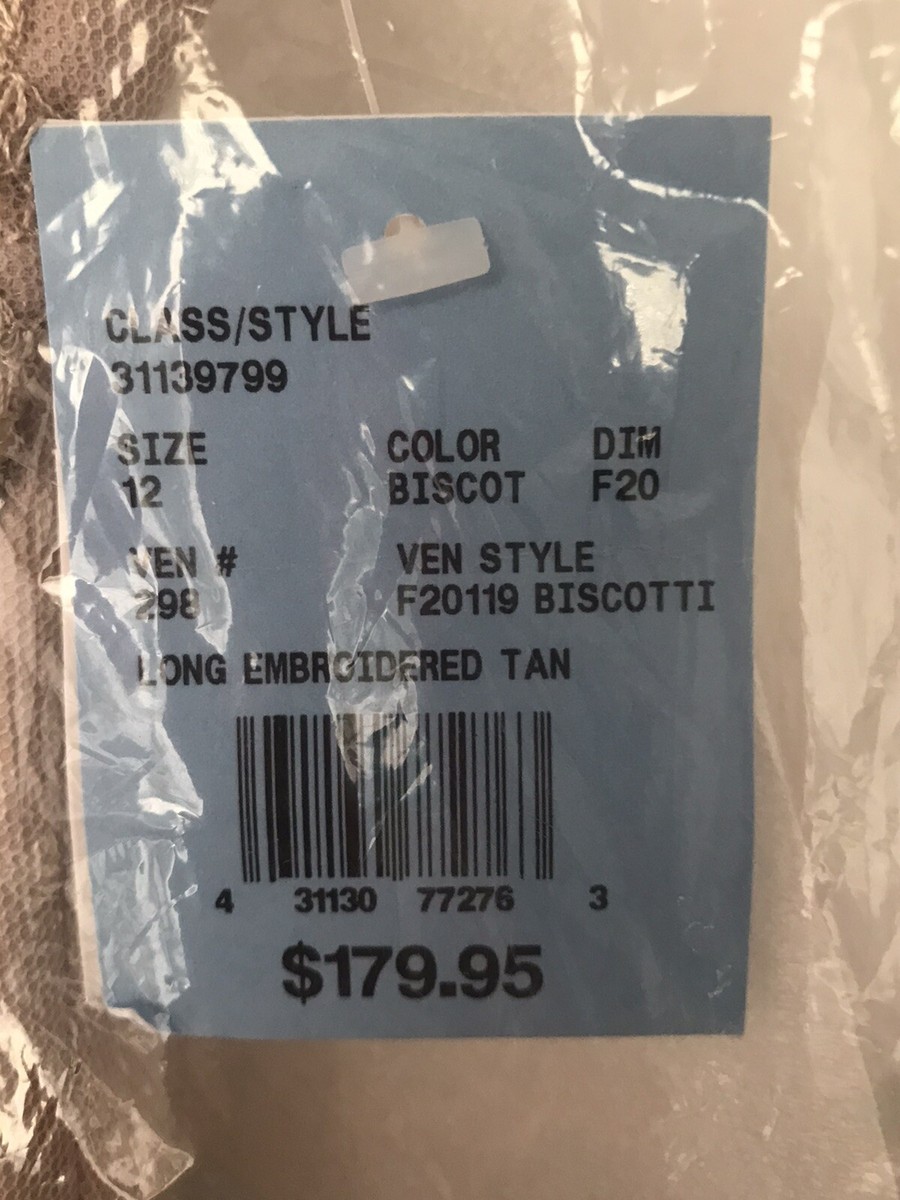 CLASS/STYLE
31139799
SIZE COLOR DIM
12 BISCOT F20
VEN # VEN STYLE
298 F20119 BISCOTTI
LONG EMBROIDERED TAN
4 31130 77276 3
$179.95